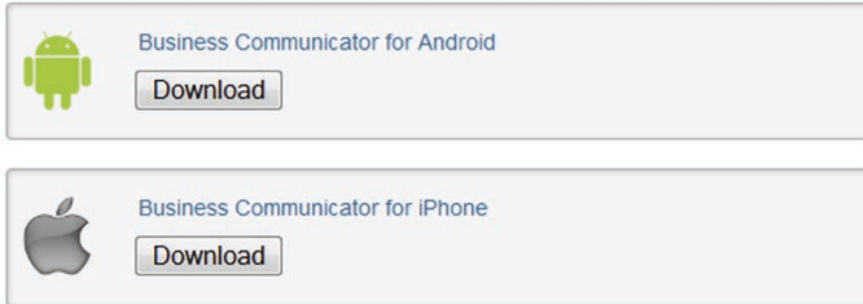 Business Communicator for Android
Download
Business Communicator for iPhone
Download